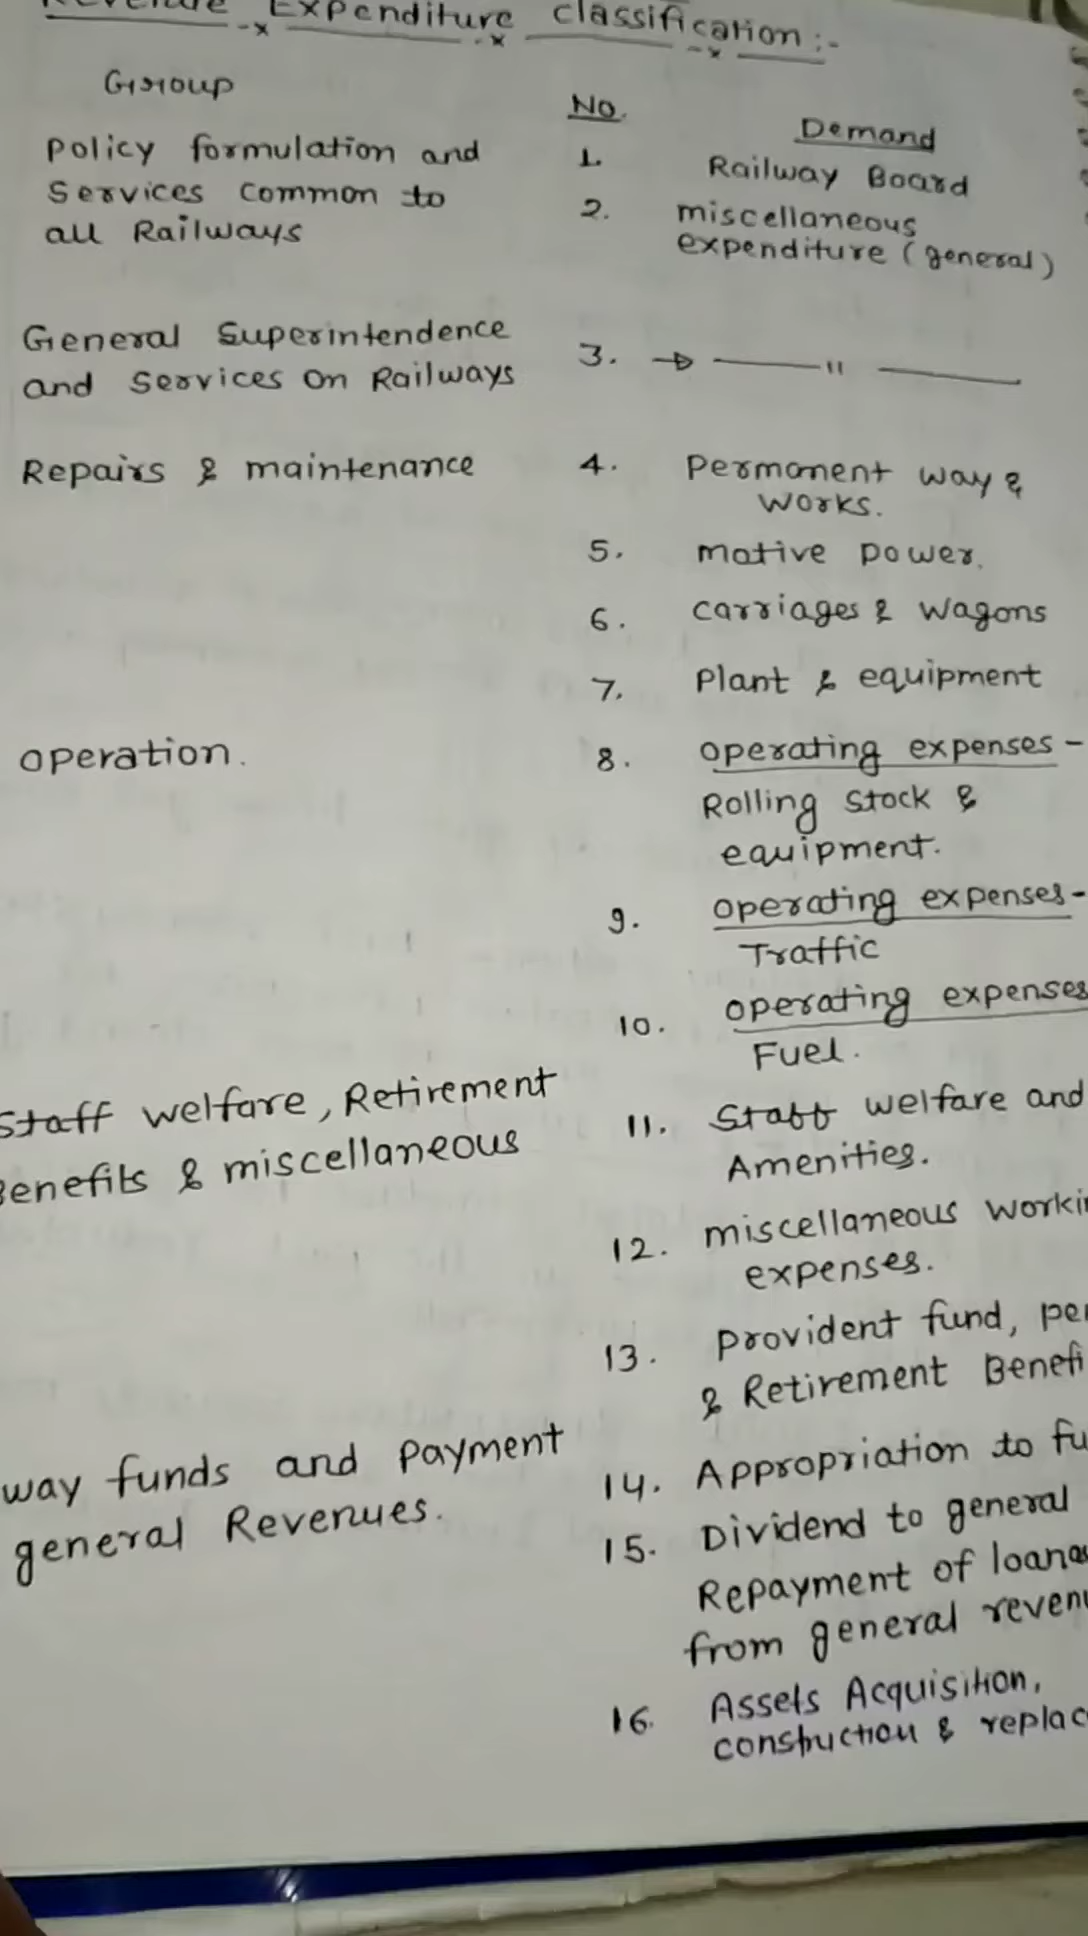 Expenditure classification :-
Group No. Demand
Policy formulation and 1. Railway Board
Services common to 2. miscellaneous
all Railways expenditure (general)
General Superintendence 3. → —— " ——
and Services on Railways
Repairs & maintenance 4. Permanent way &
Works.
5. motive power.
6. carriages & wagons
7. Plant & equipment
operation. 8. operating expenses -
Rolling stock &
equipment.
9. operating expenses -
Traffic
10. operating expenses
Fuel.
Staff welfare, Retirement 11. Staff welfare and
Benefits & miscellaneous Amenities.
12. miscellaneous
expenses.
13. provident fund,
& Retirement
way funds and payment 14. Appropriation to
general Revenues. 15. Dividend to general
Repayment of
from general
16. Assets Acquisition,
construction &